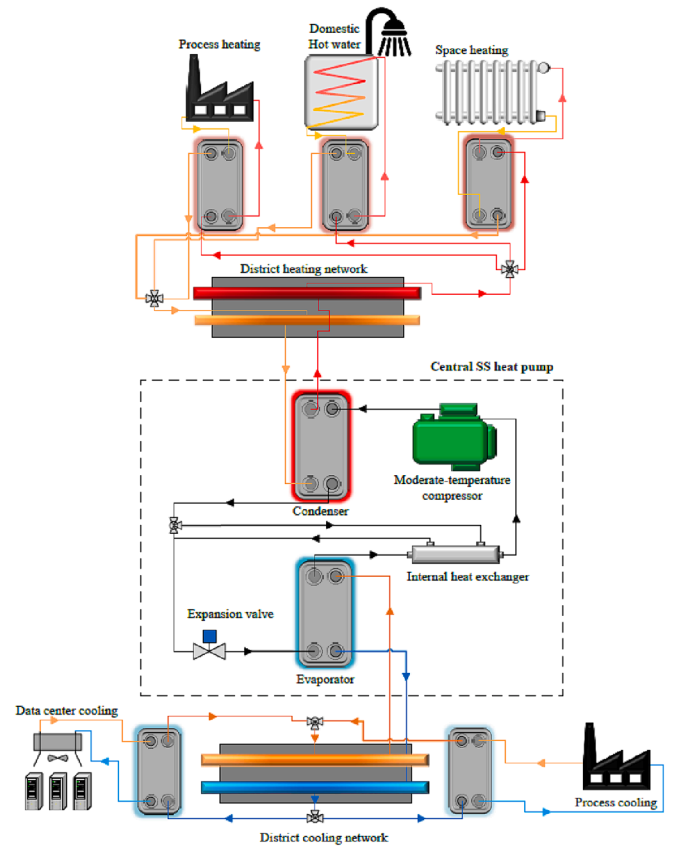 Domestic
Hot water
Process heating
Space heating
District heating network
Central SS heat pump
Moderate-temperature
compressor
Condenser
Internal heat exchanger
Expansion valve
Evaporator
Data center cooling
Process cooling
District cooling network